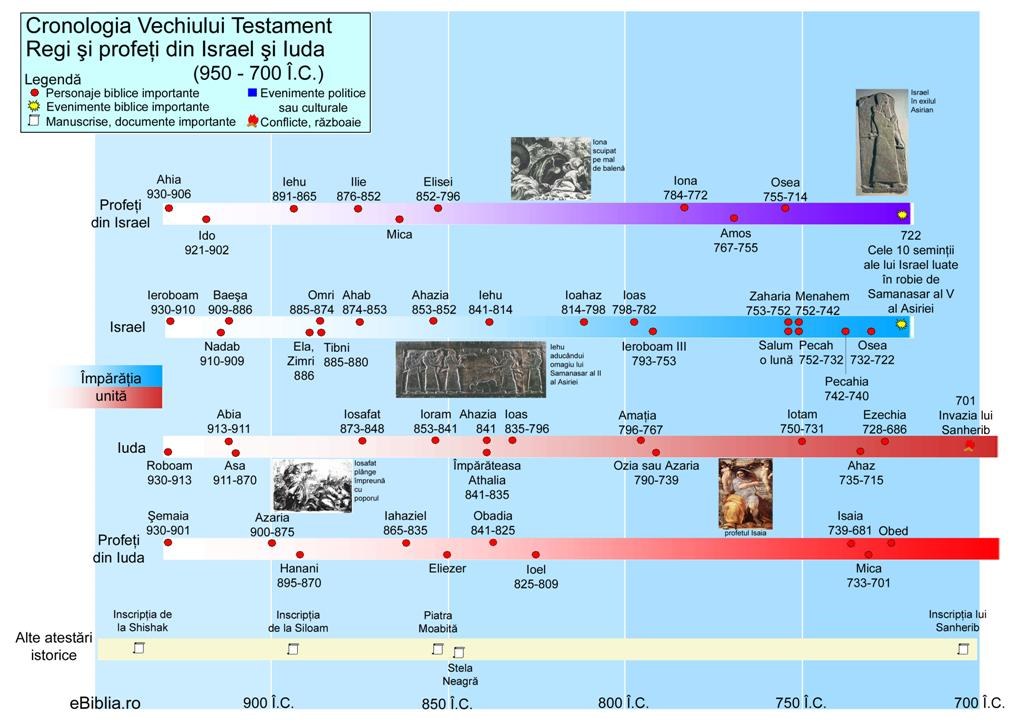 Cronologia Vechiului Testament
Regi şi profeţi din Israel şi Iuda
(950 - 700 Î.C.)
Legendă
Personaje biblice importante
Evenimente biblice importante
Manuscrise, documente importante
Evenimente politice
sau culturale
Conflicte, războaie
Iona
scuipat
pe mal
de balenă
Israel
în exilul
Asirian
Profeţi
din Israel
Ahia
930-906
Iehu
891-865
Ilie
876-852
Elisei
852-796
Iona
784-772
Osea
755-714
Ido
921-902
Mica
Amos
767-755
722
Cele 10 seminţii
ale lui Israel luate
în robie de
Samanasar al V
al Asiriei
Israel
Ieroboam
930-910
Baeşa
909-886
Omri
885-874
Ahab
874-853
Ahazia
853-852
Iehu
841-814
Ioahaz
814-798
Ioas
798-782
Zaharia
753-752
Menahem
752-742
Nadab
910-909
Ela,
Zimri
886
Tibni
885-880
Iehu
aducându
omagiu lui
Samanasar al II
al Asiriei
Ieroboam III
793-753
Salum
o lună
Pecah
752-732
Osea
732-722
Pecahia
742-740
Împărăţia
unită
Iuda
Abia
913-911
Iosafat
873-848
Ioram
853-841
Ahazia
841
Ioas
835-796
Amaţia
796-767
Iotam
750-731
Ezechia
728-686
701
Invazia lui
Sanherib
Roboam
930-913
Asa
911-870
Iosafat
plânge
împreună
cu
poporul
Împărăteasa
Athalia
841-835
Ozia sau Azaria
790-739
profetul Isaia
Ahaz
735-715
Profeţi
din Iuda
Şemaia
930-901
Azaria
900-875
Iahaziel
865-835
Obadia
841-825
Isaia
739-681
Obed
Hanani
895-870
Eliezer
Ioel
825-809
Mica
733-701
Alte atestări
istorice
Inscripţia de
la Shishak
Inscripţia
de la Siloam
Piatra
Moabită
Stela
Neagră
Inscripţia lui
Sanherib
eBiblia.ro
900 Î.C.
850 Î.C.
800 Î.C.
750 Î.C.
700 Î.C.